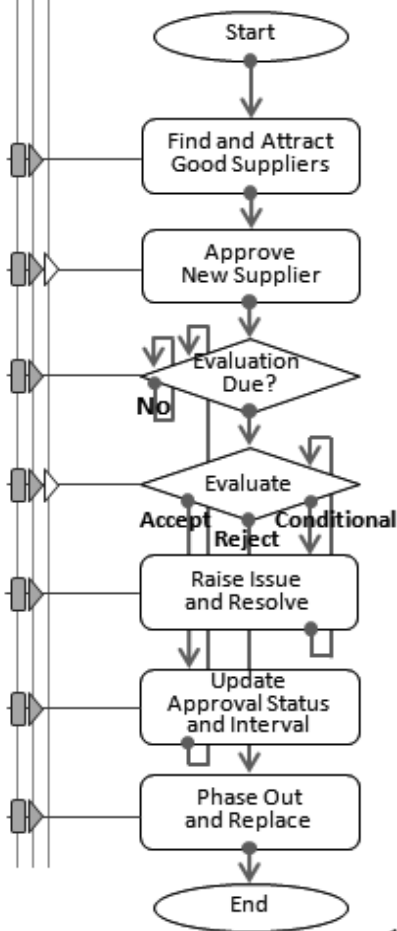 Start
Find and Attract
Good Suppliers
Approve
New Supplier
Evaluation
Due?
No
Evaluate
Accept
Conditional
Reject
Raise Issue
and Resolve
Update
Approval Status
and Interval
Phase Out
and Replace
End